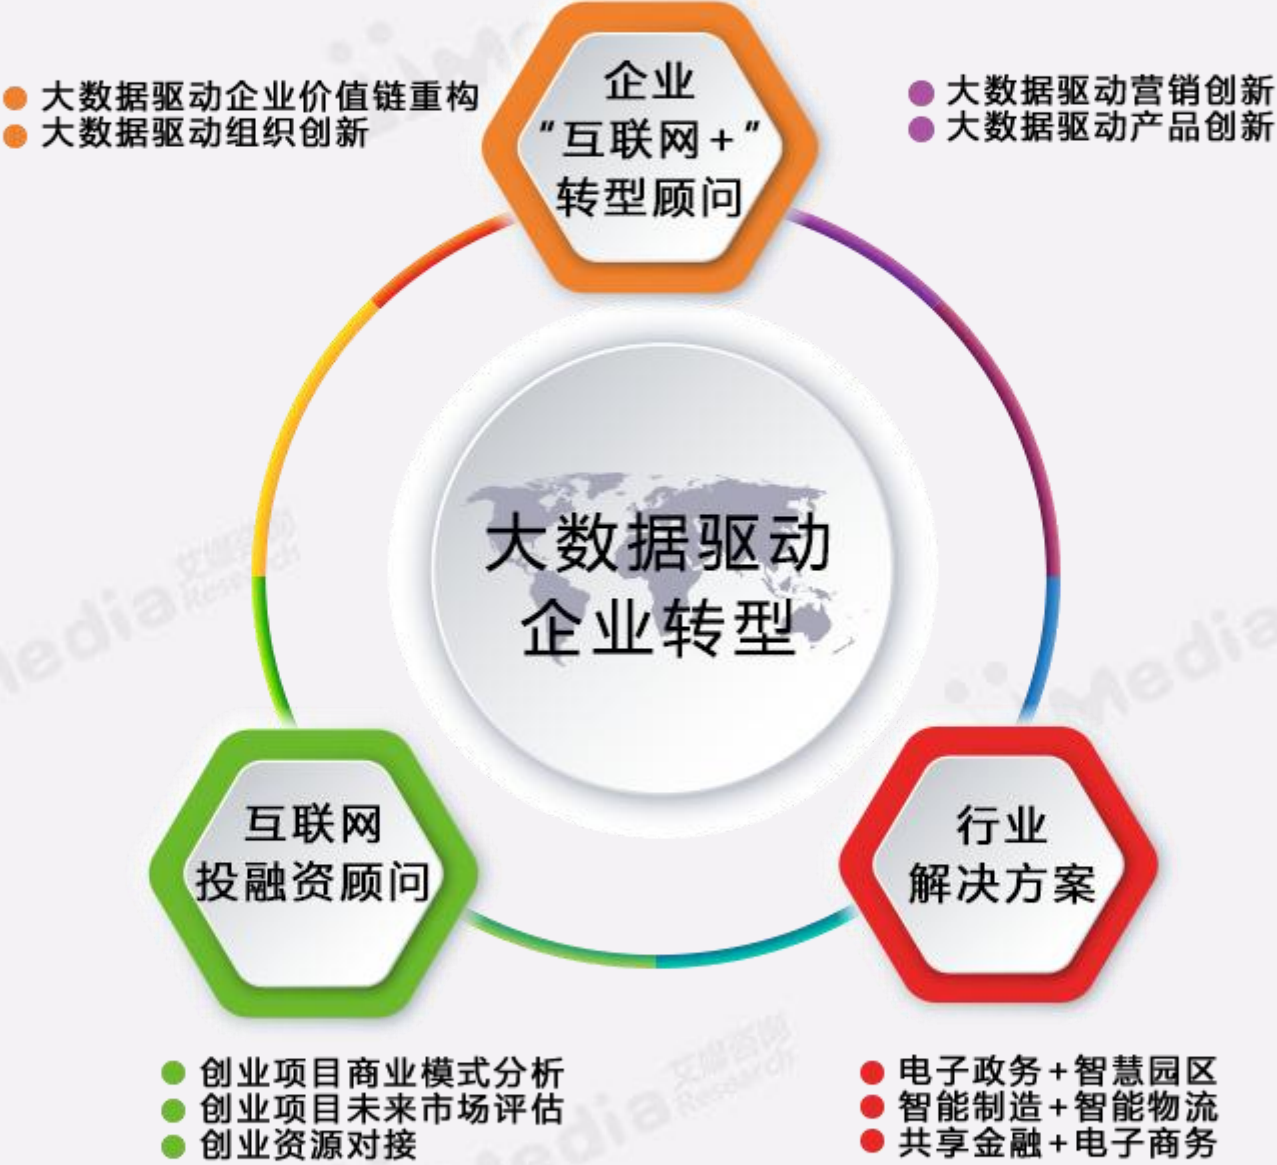 企业
“互联网+”
转型顾问
大数据驱动企业价值链重构
大数据驱动组织创新
大数据驱动营销创新
大数据驱动产品创新
大数据驱动
企业转型
互联网
投融资顾问
行业
解决方案
创业项目商业模式分析
创业项目未来市场评估
创业资源对接
电子政务+智慧园区
智能制造+智能物流
共享金融+电子商务
艾媒咨询
iiMedia Research